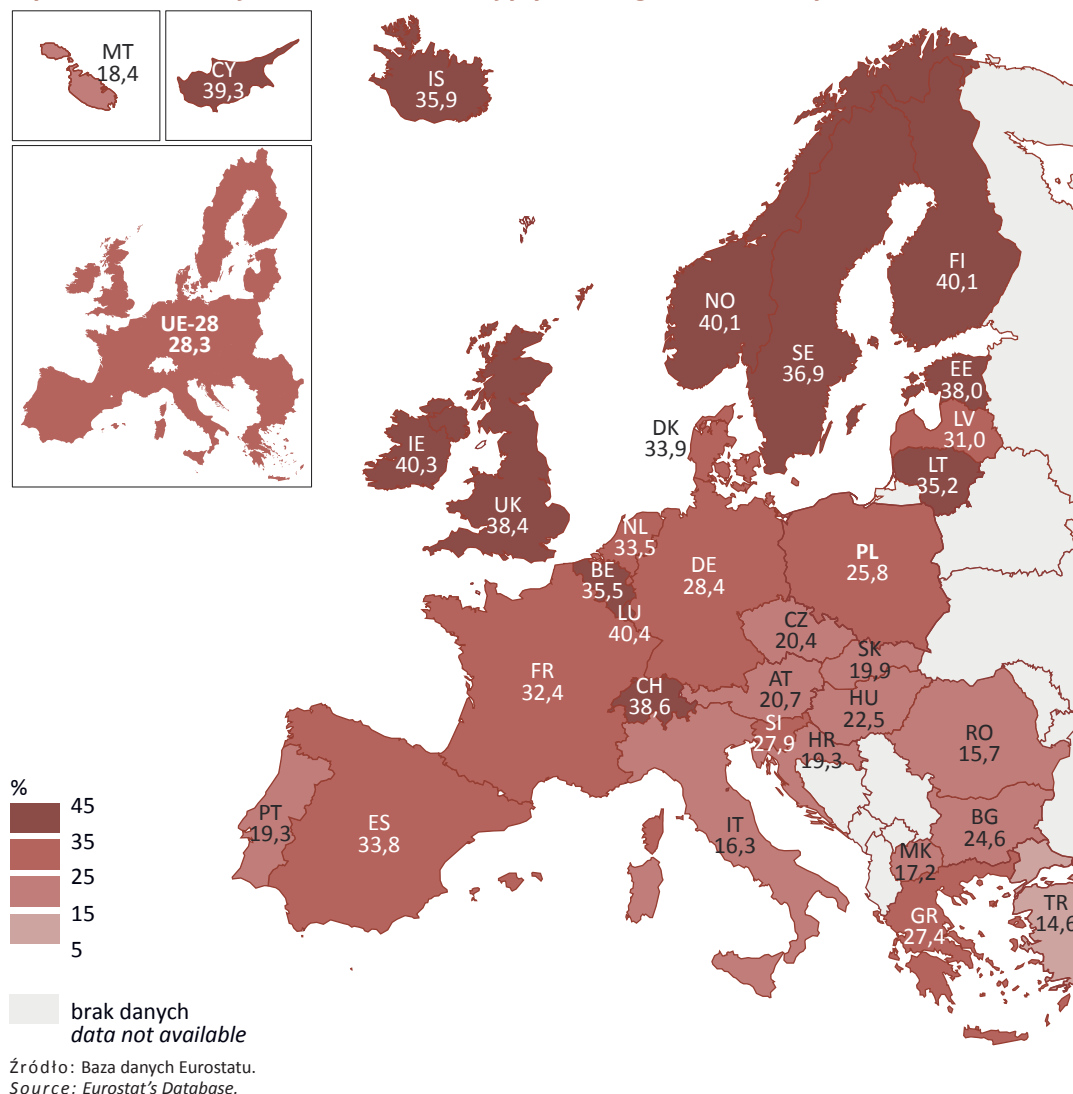 MT
18,4
CY
39,3
IS
35,9
UE-28
28,3
FI
40,1
NO
40,1
SE
36,9
EE
38,0
LV
31,0
LT
35,2
DK
33,9
IE
40,3
UK
38,4
NL
33,5
BE
35,5
LU
40,4
DE
28,4
PL
25,8
CZ
20,4
SK
19,9
AT
20,7
HU
22,5
FR
32,4
CH
38,6
SI
27,9
HR
19,3
RO
15,7
BG
24,6
MK
17,2
IT
16,3
PT
19,3
ES
33,8
GR
27,4
TR
14,6
%
45
35
25
15
5
brak danych
data not available
Źródło: Baza danych Eurostatu.
Source: Eurostat's Database.